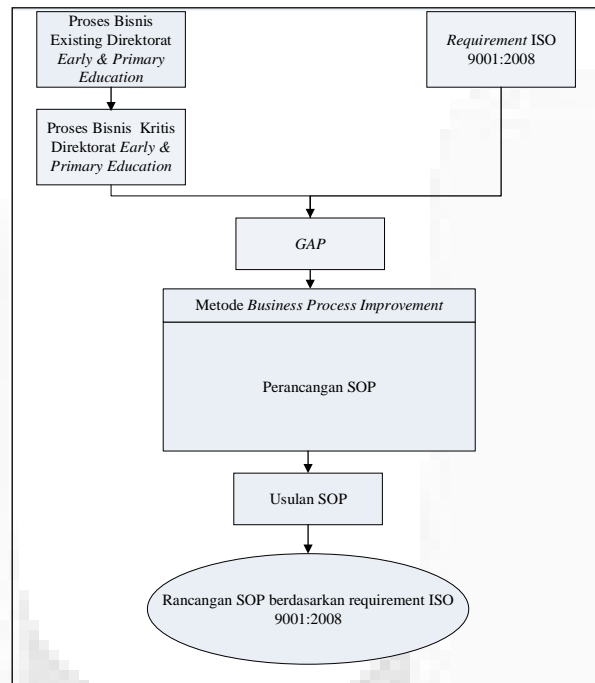 Proses Bisnis
Existing Direktorat
Early & Primary
Education
Requirement ISO
9001:2008
Proses Bisnis Kritis
Direktorat Early &
Primary Education
GAP
Metode Business Process Improvement
Perancangan SOP
Usulan SOP
Rancangan SOP berdasarkan requirement ISO
9001:2008